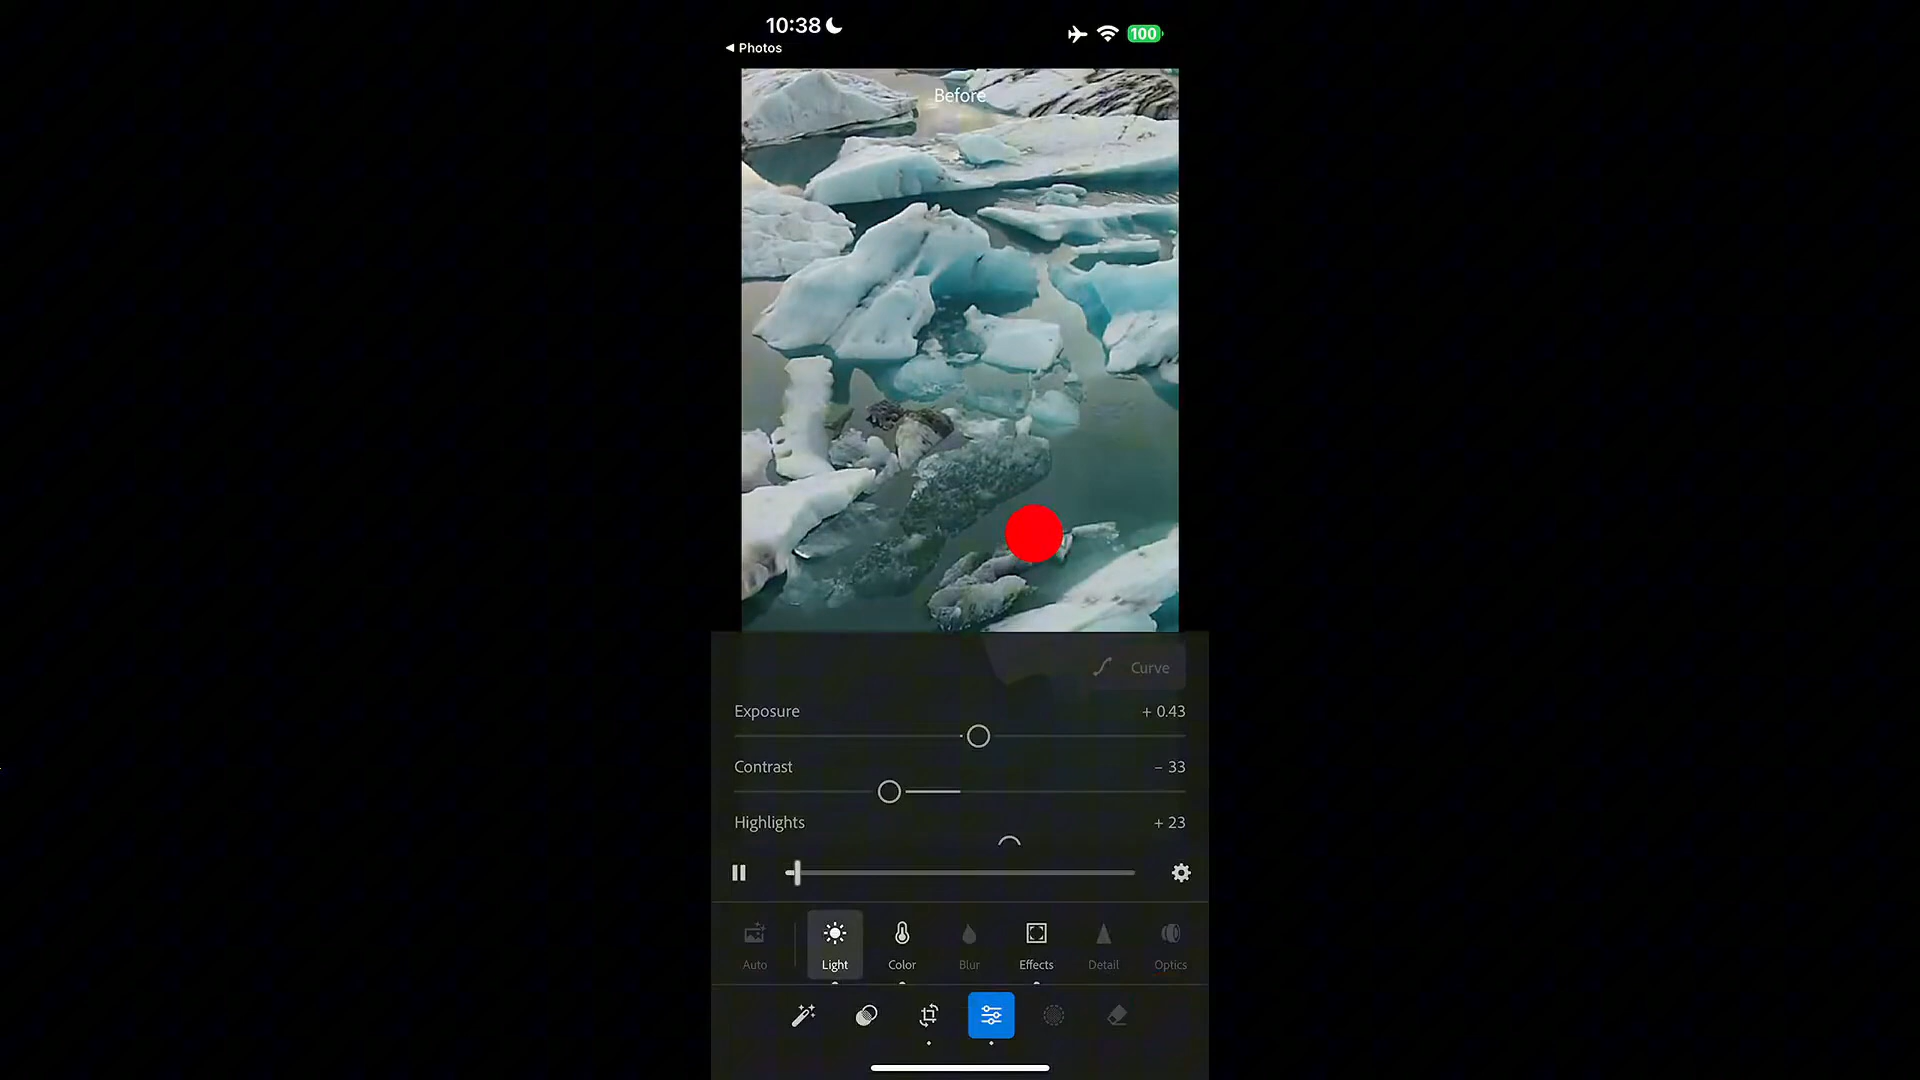 10:38
100
Photos
Before
Curve
Exposure + 0.43
Contrast – 33
Highlights + 23
Auto Light Color Blur Effects Detail Optics